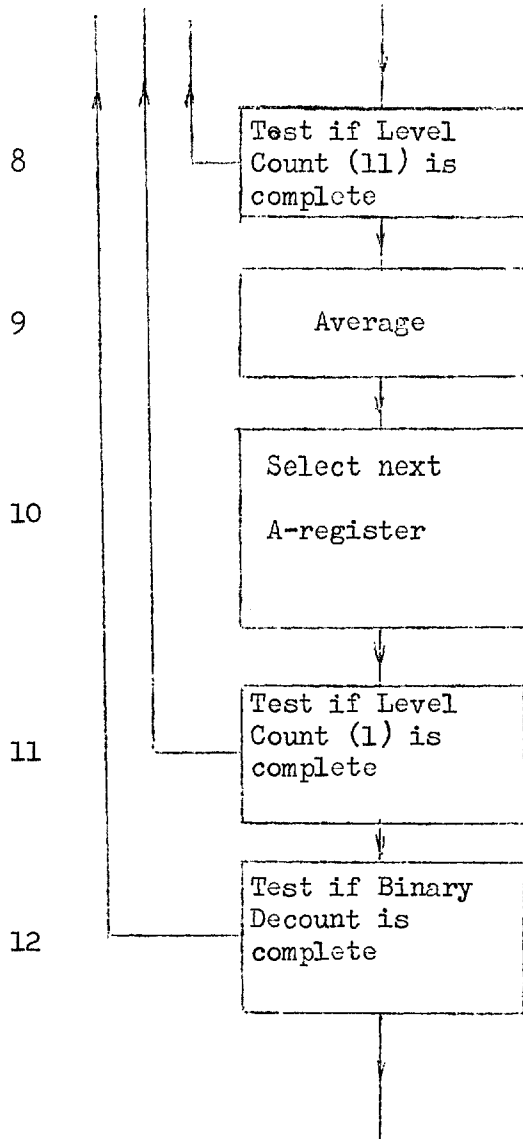 8
Test if Level
Count (11) is
complete
9
Average
10
Select next
A-register
11
Test if Level
Count (1) is
complete
12
Test if Binary
Decount is
complete